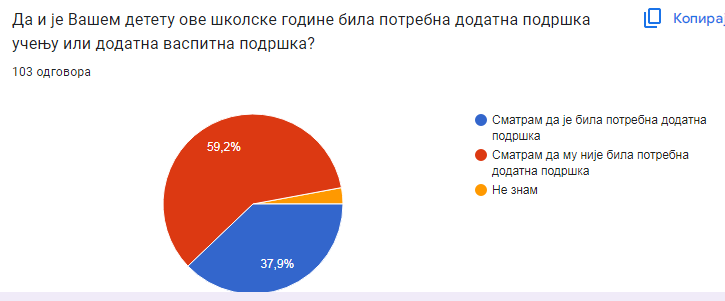 Да и је Вашем детету ове школске године била потребна додатна подршка
учењу или додатна васпитна подршка?
Копирај
103 одговора
59,2%
37,9%
Сматрам да је била потребна додатна
подршка
Сматрам да му није била потребна
додатна подршка
Не знам